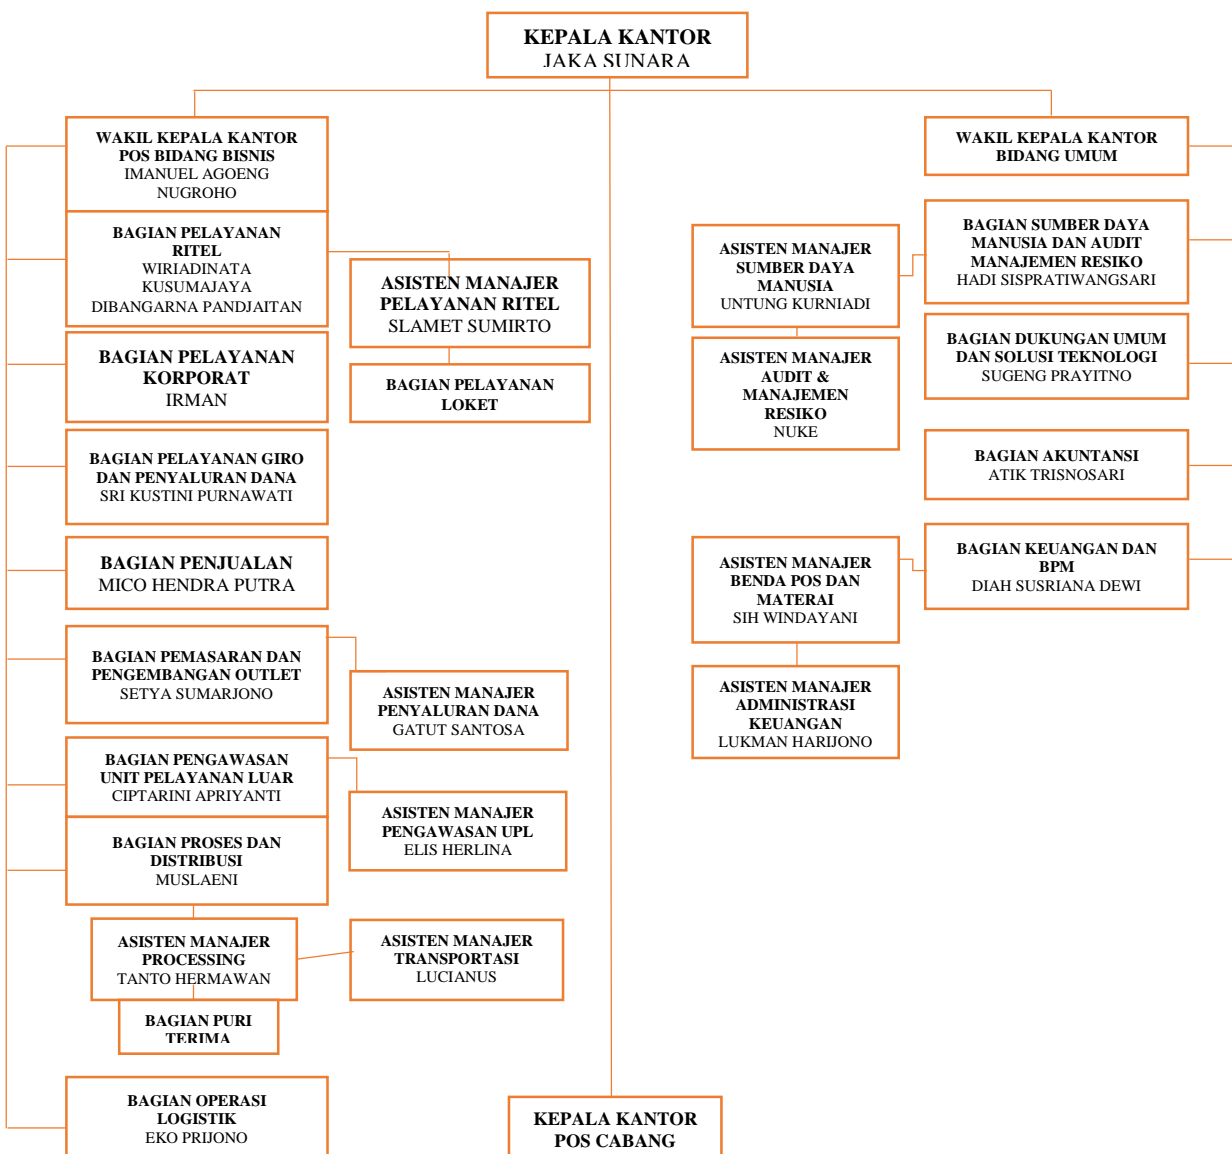 KEPALA KANTOR
JAKA SUNARA
WAKIL KEPALA KANTOR
POS BIDANG BISNIS
IMANUEL AGOENG
NUGROHO
BAGIAN PELAYANAN
RITEL
WIRIADINATA
KUSUMAJAYA
DIBANGARNA PANDJAITAN
ASISTEN MANAJER
PELAYANAN RITEL
SLAMET SUMIRTO
BAGIAN PELAYANAN
LOKET
BAGIAN PELAYANAN
KORPORAT
IRMAN
BAGIAN PELAYANAN GIRO
DAN PENYALURAN DANA
SRI KUSTINI PURNAWATI
BAGIAN PENJUALAN
MICO HENDRA PUTRA
BAGIAN PEMASARAN DAN
PENGEMBANGAN OUTLET
SETYA SUMARJONO
ASISTEN MANAJER
PENYALURAN DANA
GATUT SANTOSA
BAGIAN PENGAWASAN
UNIT PELAYANAN LUAR
CIPTARINI APRIYANTI
ASISTEN MANAJER
PENGAWASAN UPL
ELIS HERLINA
BAGIAN PROSES DAN
DISTRIBUSI
MUSLAENI
ASISTEN MANAJER
PROCESSING
TANTO HERMAWAN
ASISTEN MANAJER
TRANSPORTASI
LUCIANUS
BAGIAN PURI
TERIMA
BAGIAN OPERASI
LOGISTIK
EKO PRIJONO
WAKIL KEPALA KANTOR
BIDANG UMUM
BAGIAN SUMBER DAYA
MANUSIA DAN AUDIT
MANAJEMEN RESIKO
HADI SISPRATIWANGSARI
ASISTEN MANAJER
SUMBER DAYA
MANUSIA
UNTUNG KURNIADI
ASISTEN MANAJER
AUDIT &
MANAJEMEN
RESIKO
NUKE
BAGIAN DUKUNGAN UMUM
DAN SOLUSI TEKNOLOGI
SUGENG PRAYITNO
BAGIAN AKUNTANSI
ATIK TRISNOSARI
BAGIAN KEUANGAN DAN
BPM
DIAH SUSRIANA DEWI
ASISTEN MANAJER
BENDA POS DAN
MATERAI
SIH WINDAYANI
ASISTEN MANAJER
ADMINISTRASI
KEUANGAN
LUKMAN HARIJONO
KEPALA KANTOR
POS CABANG